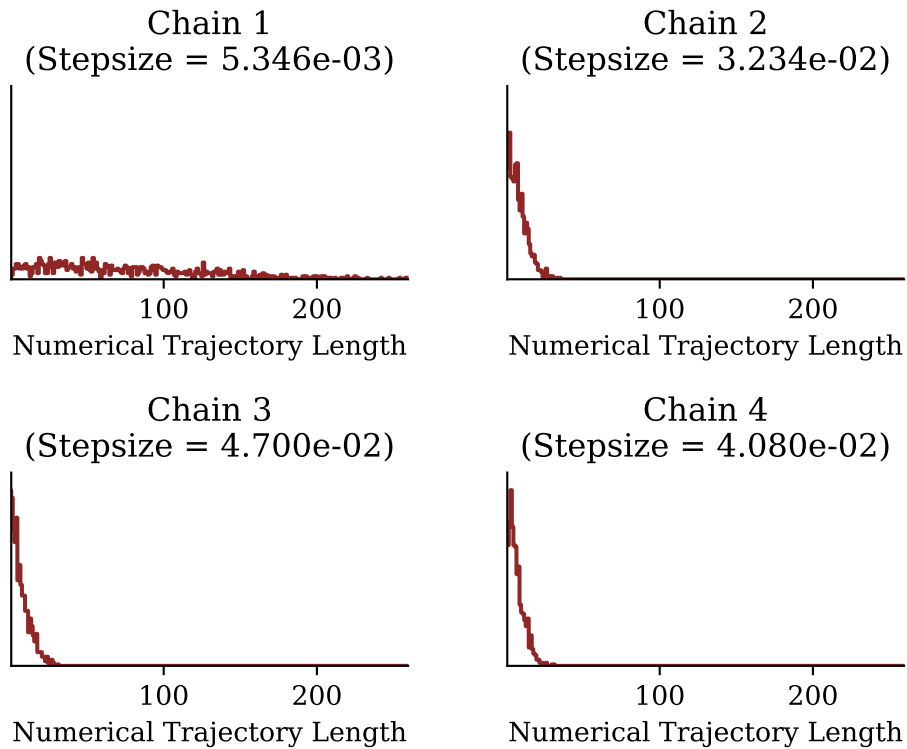 Chain 1
(Stepsize = 5.346e-03)
100
200
Numerical Trajectory Length
Chain 2
(Stepsize = 3.234e-02)
100
200
Numerical Trajectory Length
Chain 3
(Stepsize = 4.700e-02)
100
200
Numerical Trajectory Length
Chain 4
(Stepsize = 4.080e-02)
100
200
Numerical Trajectory Length